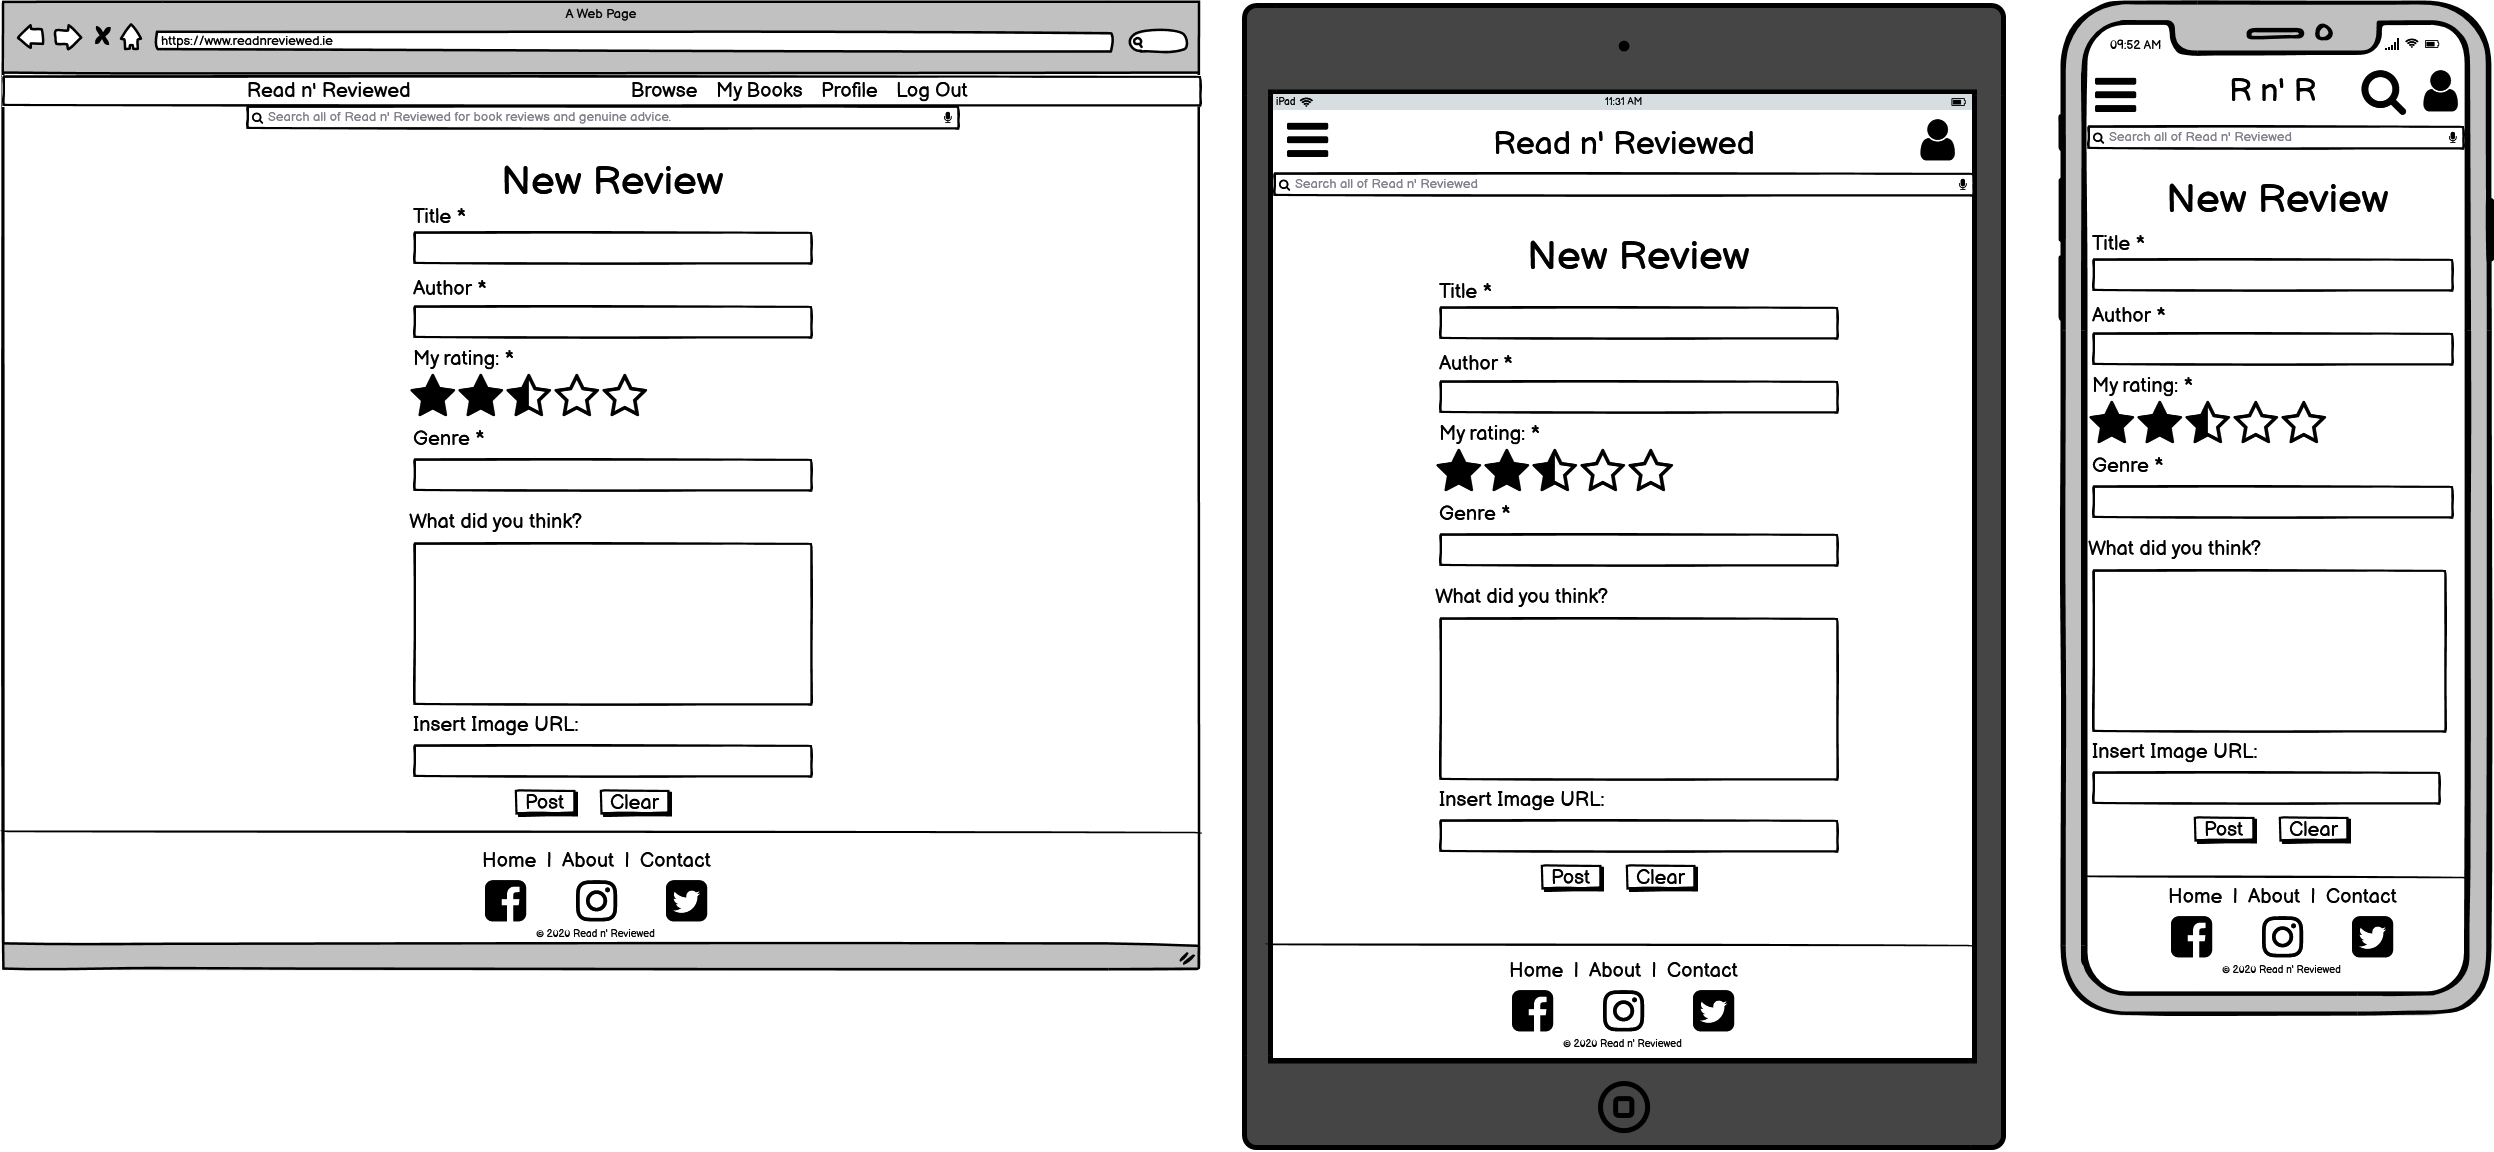 A Web Page
https://www.readnreviewed.ie
Read n' Reviewed Browse My Books Profile Log Out
Search all of Read n' Reviewed for book reviews and genuine advice.
New Review
Title *
Author *
My rating: *
Genre *
What did you think?
Insert Image URL:
Post Clear
Home | About | Contact
© 2020 Read n' Reviewed
iPad 11:31 AM
Read n' Reviewed
Search all of Read n' Reviewed
New Review
Title *
Author *
My rating: *
Genre *
What did you think?
Insert Image URL:
Post Clear
Home | About | Contact
© 2020 Read n' Reviewed
09:52 AM
R n' R
Search all of Read n' Reviewed
New Review
Title *
Author *
My rating: *
Genre *
What did you think?
Insert Image URL:
Post Clear
Home | About | Contact
© 2020 Read n' Reviewed